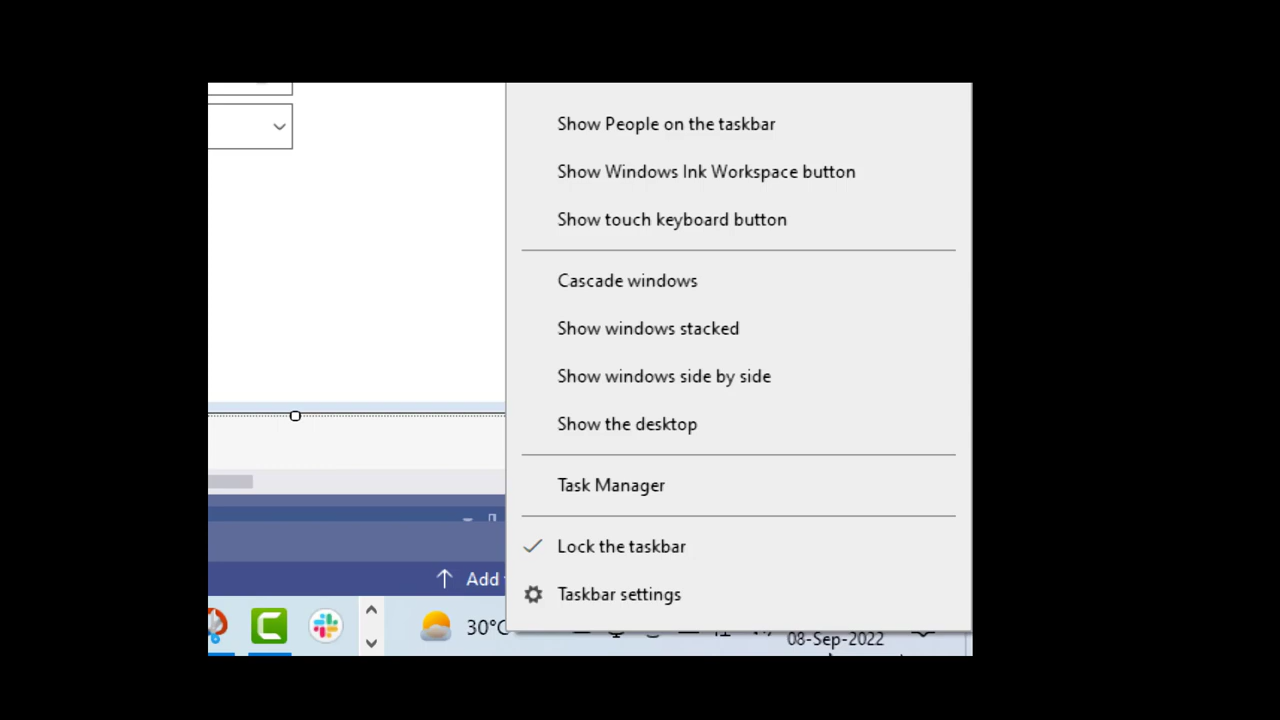 Show People on the taskbar
Show Windows Ink Workspace button
Show touch keyboard button
Cascade windows
Show windows stacked
Show windows side by side
Show the desktop
Task Manager
Lock the taskbar
Taskbar settings
Add
30°C
08-Sep-2022